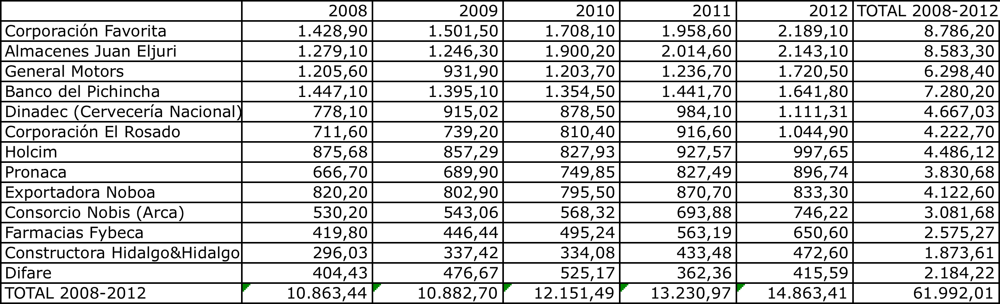 2008 2009 2010 2011 2012 TOTAL 2008-2012
Corporación Favorita 1.428,90 1.501,50 1.708,10 1.958,60 2.189,10 8.786,20
Almacenes Juan Eljuri 1.279,10 1.246,30 1.900,20 2.014,60 2.143,10 8.583,30
General Motors 1.205,60 931,90 1.203,70 1.236,70 1.720,50 6.298,40
Banco del Pichincha 1.447,10 1.395,10 1.354,50 1.441,70 1.641,80 7.280,20
Dinadec (Cervecería Nacional) 778,10 915,02 878,50 984,10 1.111,31 4.667,03
Corporación El Rosado 711,60 739,20 810,40 916,60 1.044,90 4.222,70
Holcim 875,68 857,29 827,93 927,57 997,65 4.486,12
Pronaca 666,70 689,90 749,85 827,49 896,74 3.830,68
Exportadora Noboa 820,20 802,90 795,50 870,70 833,30 4.122,60
Consorcio Nobis (Arca) 530,20 543,06 568,32 693,88 746,22 3.081,68
Farmacias Fybeca 419,80 446,44 495,24 563,19 650,60 2.575,27
Constructora Hidalgo&Hidalgo 296,03 337,42 334,08 433,48 472,60 1.873,61
Difare 404,43 476,67 525,17 362,36 415,59 2.184,22
TOTAL 2008-2012 10.863,44 10.882,70 12.151,49 13.230,97 14.863,41 61.992,01